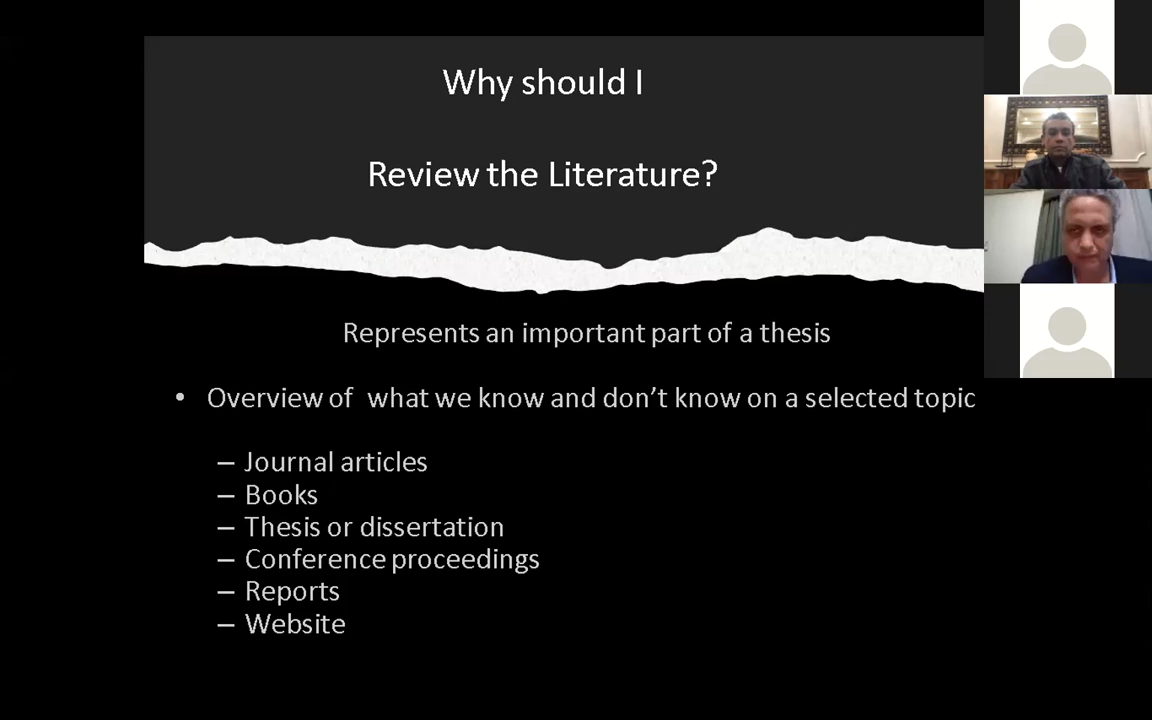 Why should I
Review the Literature?
Represents an important part of a thesis
• Overview of  what we know and don’t know on a selected topic
– Journal articles
– Books
– Thesis or dissertation
– Conference proceedings
– Reports
– Website